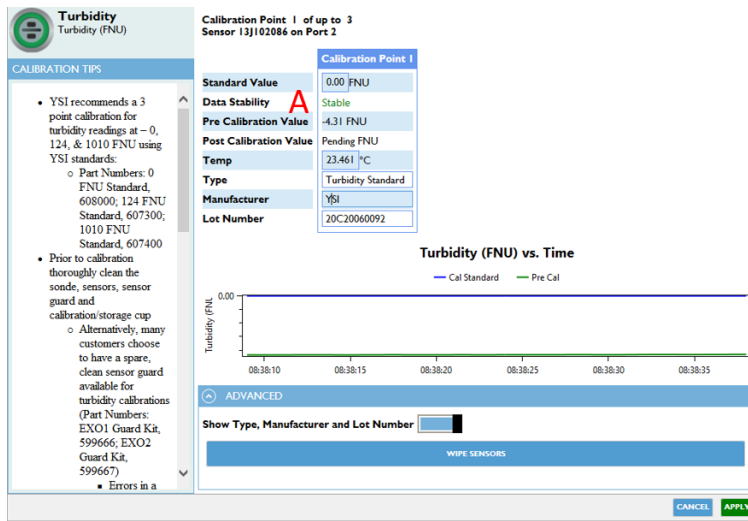 Turbidity
Turbidity (FNU)
CALIBRATION TIPS
• YSI recommends a 3
point calibration for
turbidity readings at – 0,
124, & 1010 FNU using
YSI standards:
o Part Numbers: 0
FNU Standard,
608000; 124 FNU
Standard, 607300;
1010 FNU
Standard, 607400
• Prior to calibration
thoroughly clean the
sonde, sensors, sensor
guard and
calibration/storage cup
o Alternatively, many
customers choose
to have a spare,
clean sensor guard
available for
turbidity calibrations
(Part Numbers:
EXO1 Guard Kit,
599666; EXO2
Guard Kit,
599667)
▪ Errors in a
Calibration Point 1 of up to 3
Sensor 13J102086 on Port 2
Calibration Point 1
Standard Value 0.00 FNU
Data Stability Stable
A
Pre Calibration Value -4.31 FNU
Post Calibration Value Pending FNU
Temp 23.461 °C
Type Turbidity Standard
Manufacturer YSI
Lot Number 20C20060092
Turbidity (FNU) vs. Time
Cal Standard Pre Cal
Turbidity (FNL
0.00
08:38:10 08:38:15 08:38:20 08:38:25 08:38:30 08:38:35
ADVANCED
Show Type, Manufacturer and Lot Number
WIPE SENSORS
CANCEL APPLY